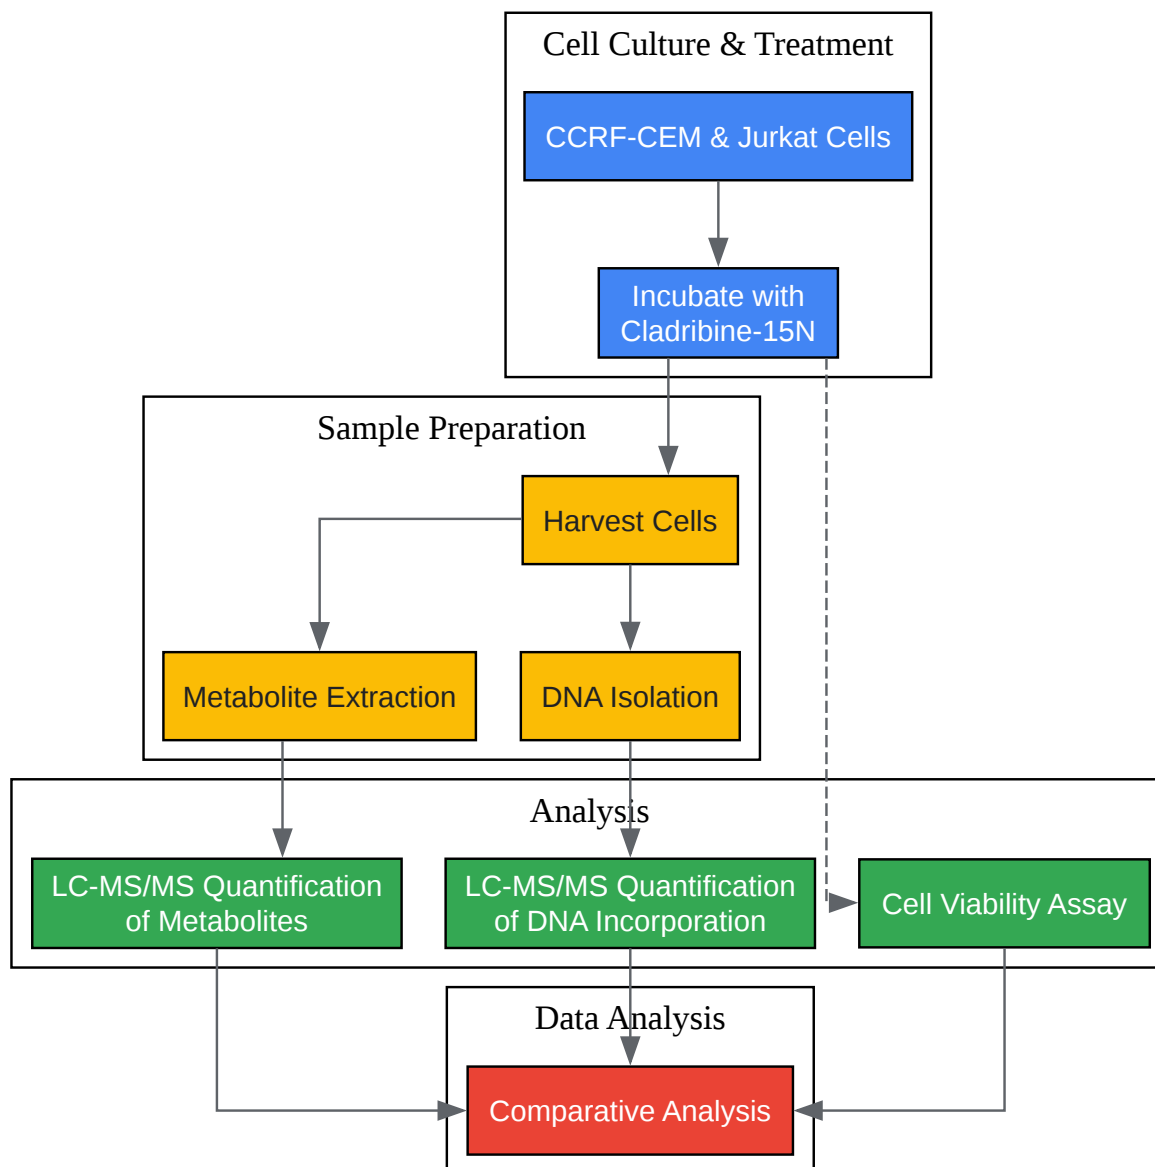 Cell Culture & Treatment
CCRF-CEM & Jurkat Cells
Incubate with
Cladribine-15N
Sample Preparation
Harvest Cells
Metabolite Extraction
DNA Isolation
Analysis
LC-MS/MS Quantification
of Metabolites
LC-MS/MS Quantification
of DNA Incorporation
Cell Viability Assay
Data Analysis
Comparative Analysis